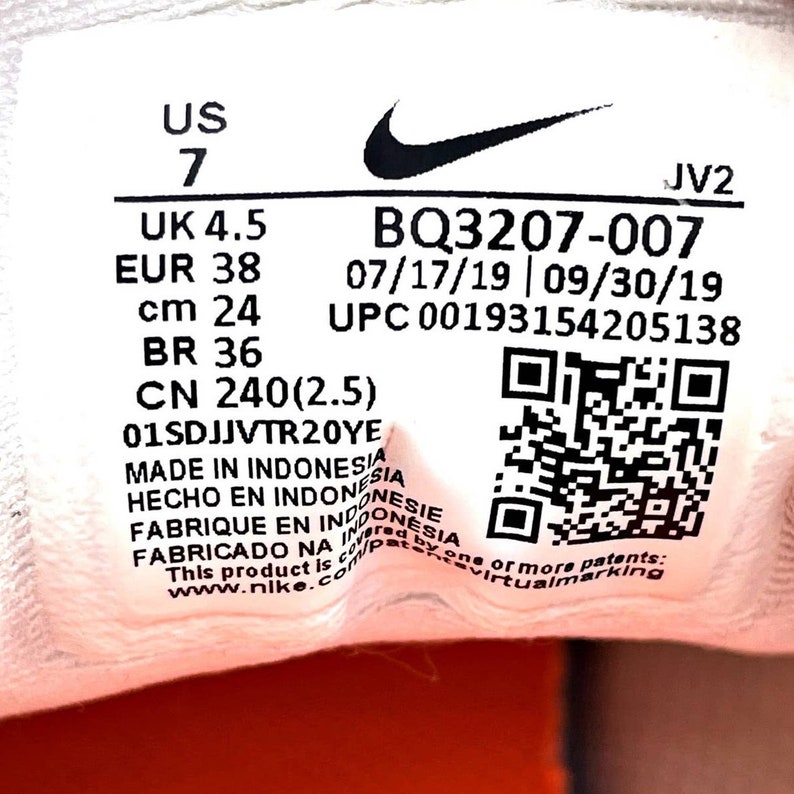 US
7
JV2
UK 4.5
EUR 38
cm 24
BR 36
CN 240(2.5)
BQ3207-007
07/17/19 | 09/30/19
UPC 00193154205138
01SDJJVTR20YE
MADE IN INDONESIA
HECHO EN INDONESIA
FABRIQUE EN INDONESIE
FABRICADO NA INDONÉSIA
This product is covered by one or more patents:
www.nike.com/patentsvirtualmarking